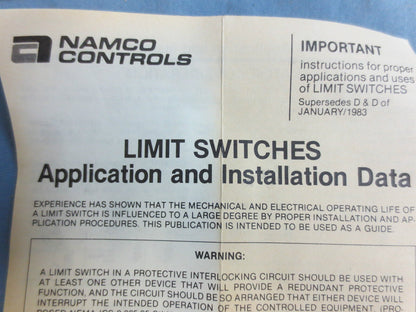 NAMCO
CONTROLS
IMPORTANT
instructions for proper
applications and uses
of LIMIT SWITCHES
Supersedes D & D of
JANUARY/1983
LIMIT SWITCHES
Application and Installation Data
EXPERIENCE HAS SHOWN THAT THE MECHANICAL AND ELECTRICAL OPERATING LIFE OF
A LIMIT SWITCH IS INFLUENCED TO A LARGE DEGREE BY PROPER INSTALLATION AND AP-
PLICATION PROCEDURES. THIS PUBLICATION IS INTENDED TO BE USED AS A GUIDE.
WARNING:
A LIMIT SWITCH IN A PROTECTIVE INTERLOCKING CIRCUIT SHOULD BE USED WITH
AT LEAST ONE OTHER DEVICE THAT WILL PROVIDE A REDUNDANT PROTECTIVE
FUNCTION, AND THE CIRCUIT SHOULD BE SO ARRANGED THAT EITHER DEVICE WILL
INTERRUPT THE INTENDED OPERATION OF THE CONTROLLED EQUIPMENT. (PRO-